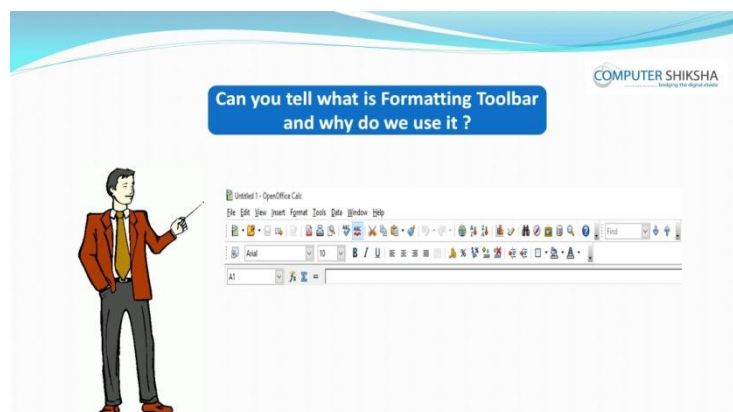 COMPUTER SHIKSHA
bridging the digital divide
Can you tell what is Formatting Toolbar
and why do we use it ?
Untitled 1 - OpenOffice Calc
File Edit View Insert Format Tools Data Window Help
Find
Arial 10 B I U
A1